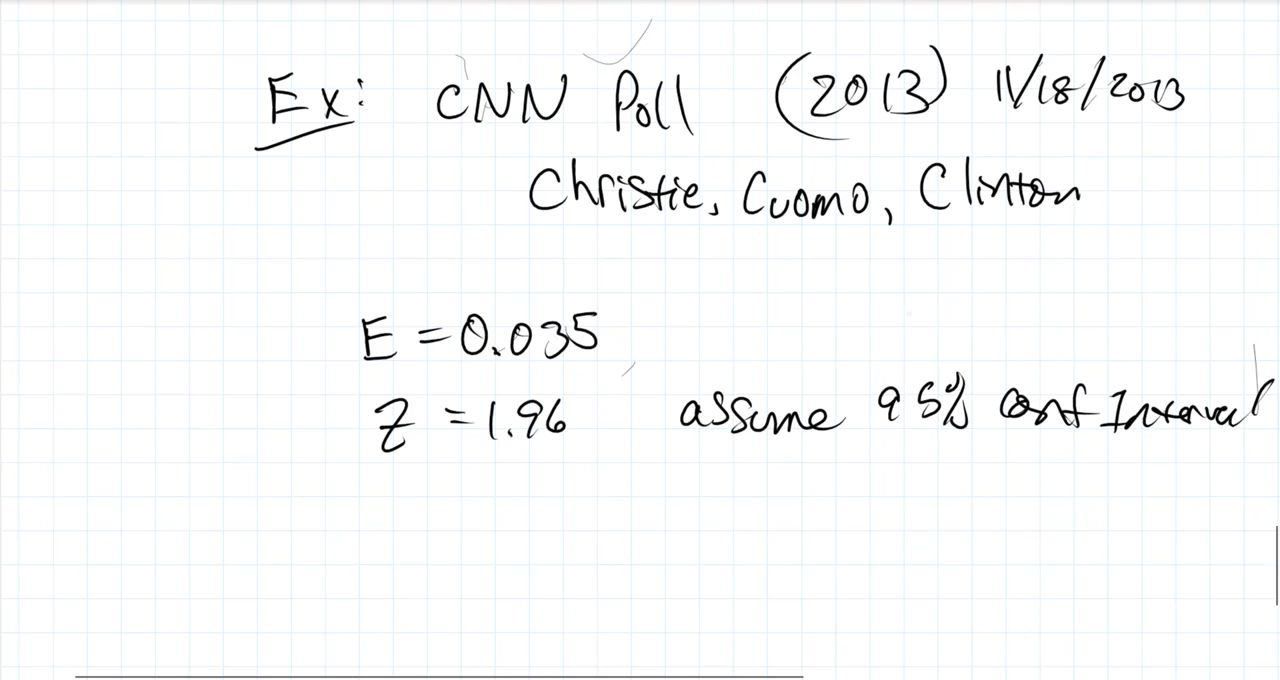 Ex: CNN Poll (2013) 11/18/2013
Christie, Cuomo, Clinton
E = 0.035
Z = 1.96 assume 95% Conf Interval